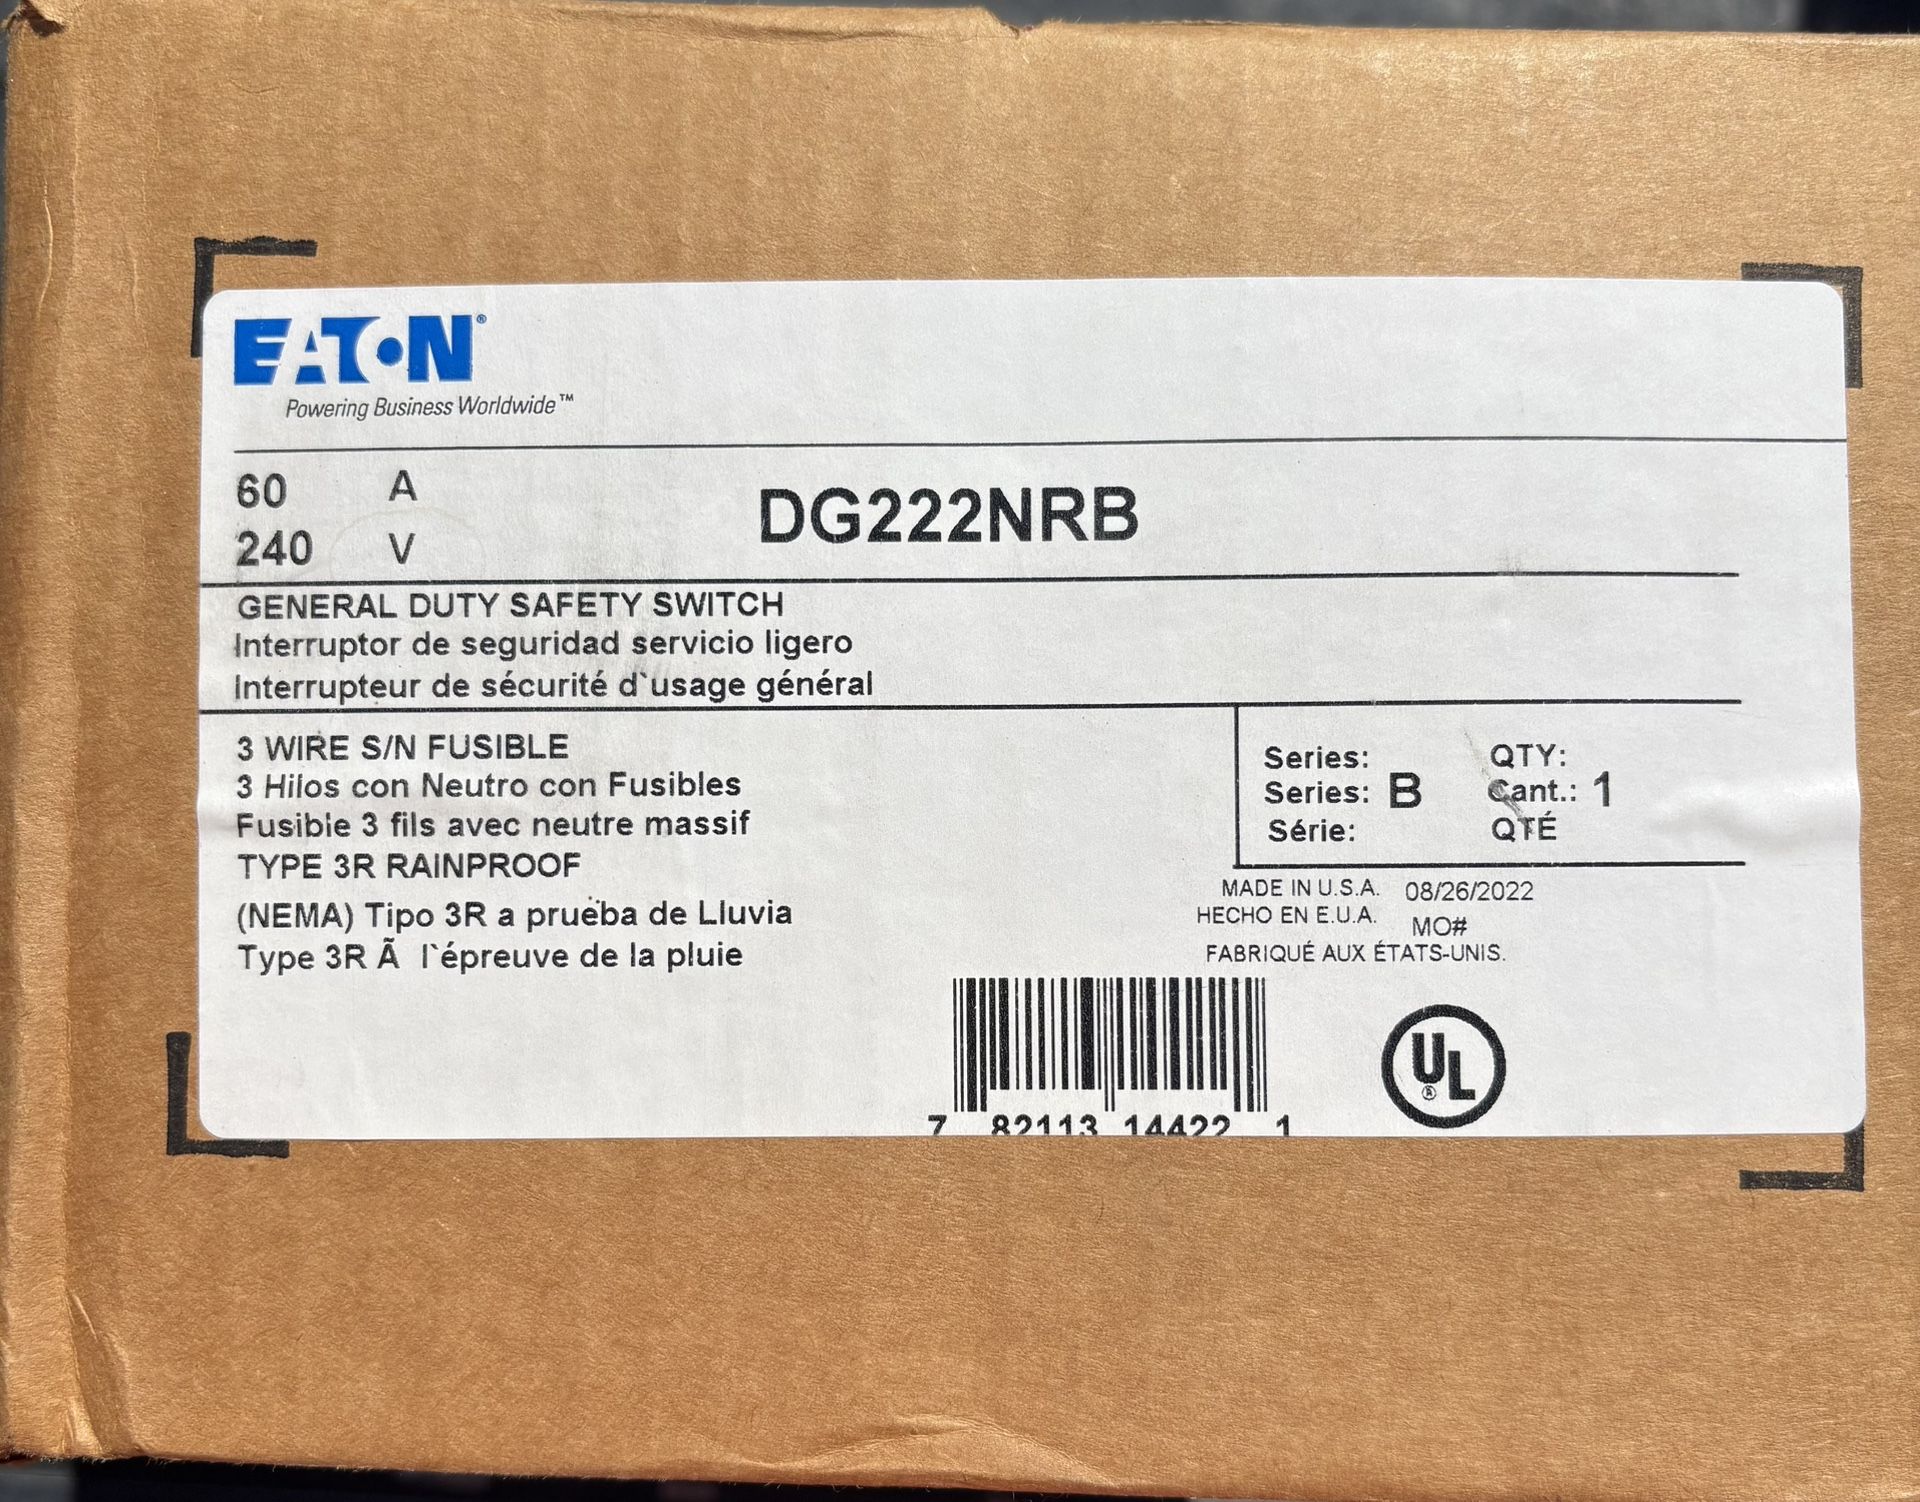 EATON®
Powering Business Worldwide™
60 A
240 V
DG222NRB
GENERAL DUTY SAFETY SWITCH
Interruptor de seguridad servicio ligero
Interrupteur de sécurité d`usage général
3 WIRE S/N FUSIBLE
3 Hilos con Neutro con Fusibles
Fusible 3 fils avec neutre massif
TYPE 3R RAINPROOF
(NEMA) Tipo 3R a prueba de Lluvia
Type 3R Ã l`épreuve de la pluie
Series: QTY:
Series: B Cant.: 1
Série: QTÉ
MADE IN U.S.A. 08/26/2022
HECHO EN E.U.A. MO#
FABRIQUÉ AUX ÉTATS-UNIS.
7 82113 14422 1
UL®